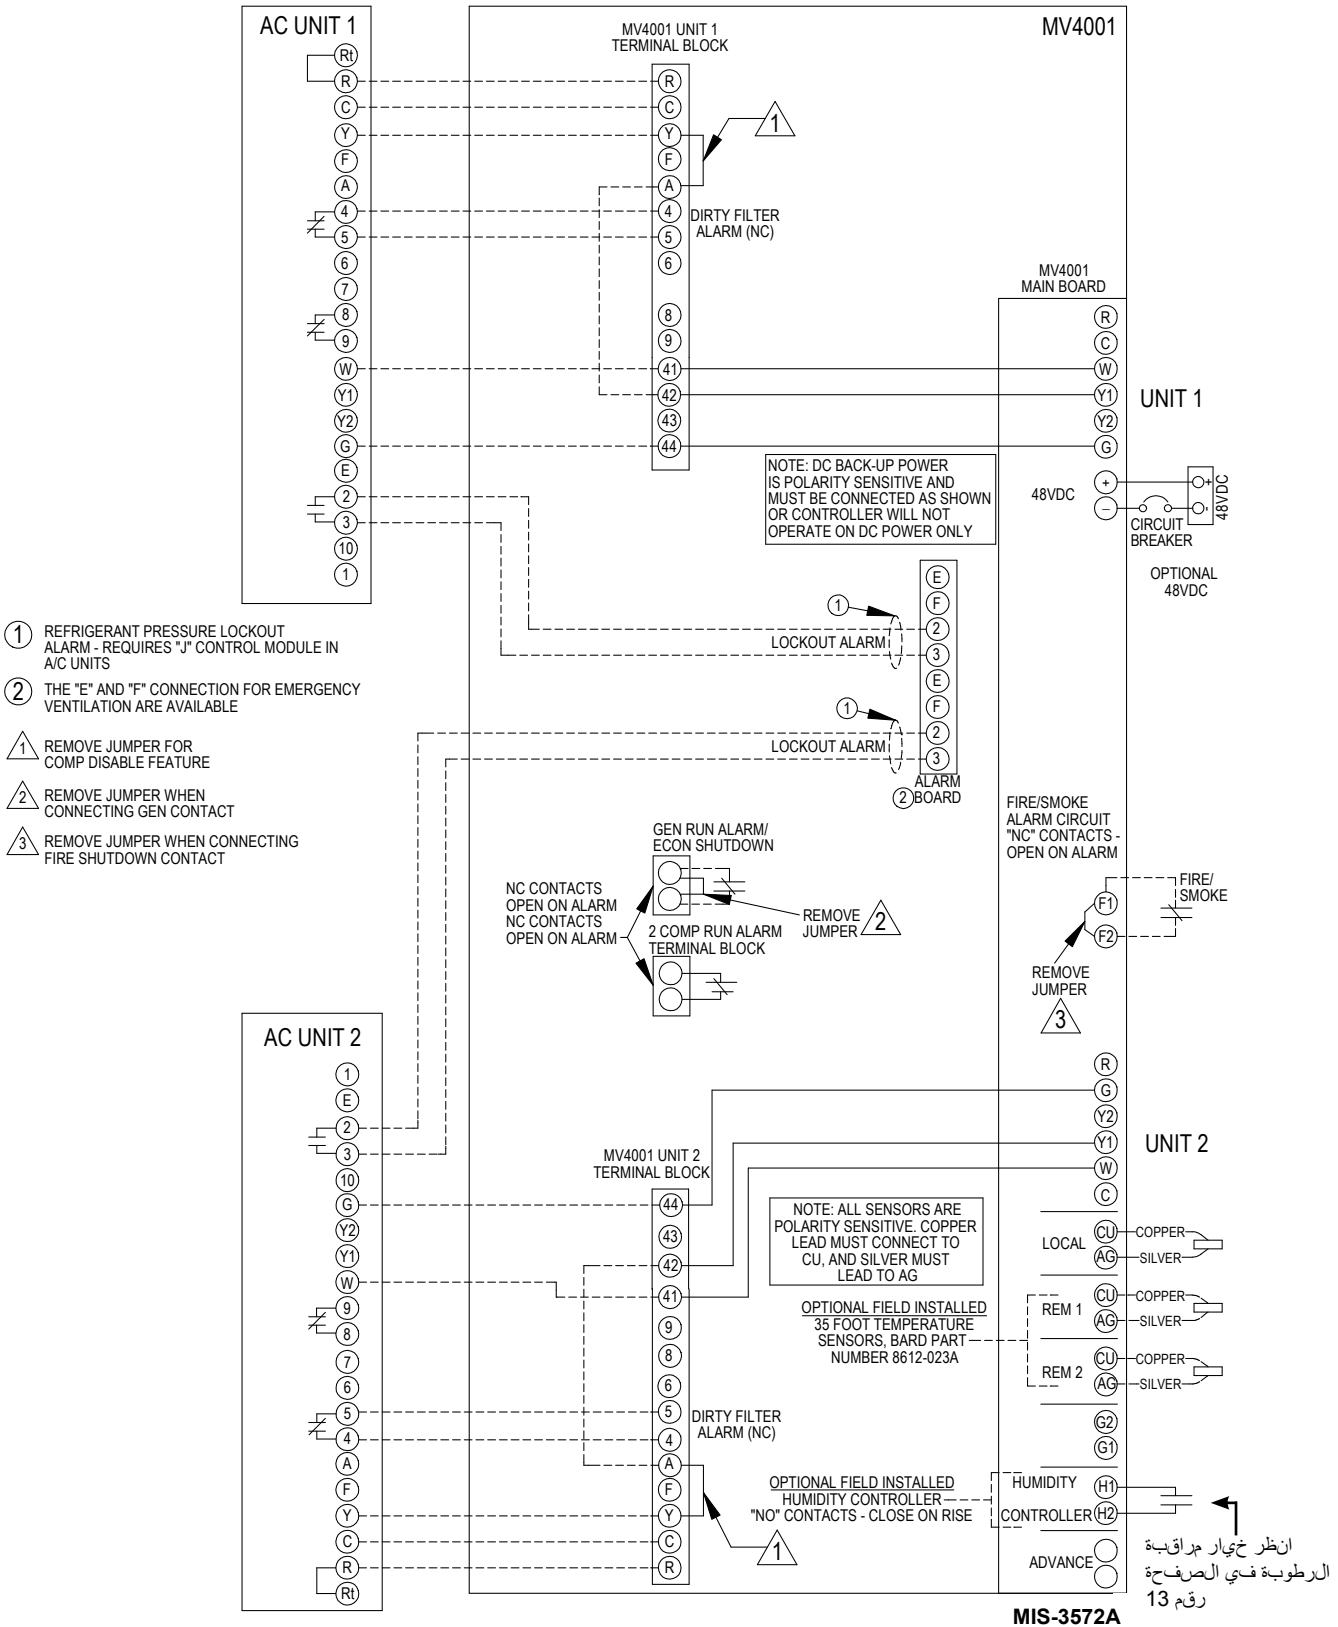 AC UNIT 1
Rt
R
C
Y
F
A
4
5
6
7
8
9
W
Y1
Y2
G
E
2
3
10
1
MV4001 UNIT 1
TERMINAL BLOCK
R
C
Y
F
A
4
5
6
8
9
41
42
43
44
1
DIRTY FILTER
ALARM (NC)
MV4001
MV4001
MAIN BOARD
R
C
W
Y1
Y2
G
UNIT 1
NOTE: DC BACK-UP POWER
IS POLARITY SENSITIVE AND
MUST BE CONNECTED AS SHOWN
OR CONTROLLER WILL NOT
OPERATE ON DC POWER ONLY
48VDC
+
−
+
-
48VDC
CIRCUIT
BREAKER
OPTIONAL
48VDC
E
F
2
3
E
F
2
3
1
LOCKOUT ALARM
1
LOCKOUT ALARM
ALARM
2 BOARD
1 REFRIGERANT PRESSURE LOCKOUT
ALARM - REQUIRES "J" CONTROL MODULE IN
A/C UNITS
2 THE "E" AND "F" CONNECTION FOR EMERGENCY
VENTILATION ARE AVAILABLE
1 REMOVE JUMPER FOR
COMP DISABLE FEATURE
2 REMOVE JUMPER WHEN
CONNECTING GEN CONTACT
3 REMOVE JUMPER WHEN CONNECTING
FIRE SHUTDOWN CONTACT
GEN RUN ALARM/
ECON SHUTDOWN
NC CONTACTS
OPEN ON ALARM
NC CONTACTS
OPEN ON ALARM
REMOVE
JUMPER
2
2 COMP RUN ALARM
TERMINAL BLOCK
FIRE/SMOKE
ALARM CIRCUIT
"NC" CONTACTS -
OPEN ON ALARM
F1
F2
FIRE/
SMOKE
REMOVE
JUMPER
3
AC UNIT 2
1
E
2
3
10
G
Y2
Y1
W
9
8
7
6
5
4
A
F
Y
C
R
Rt
MV4001 UNIT 2
TERMINAL BLOCK
44
43
42
41
9
8
6
5
4
A
F
Y
C
R
DIRTY FILTER
ALARM (NC)
1
R
G
Y2
Y1
W
C
UNIT 2
NOTE: ALL SENSORS ARE
POLARITY SENSITIVE. COPPER
LEAD MUST CONNECT TO
CU, AND SILVER MUST
LEAD TO AG
LOCAL
CU COPPER
AG SILVER
OPTIONAL FIELD INSTALLED
35 FOOT TEMPERATURE
SENSORS, BARD PART
NUMBER 8612-023A
REM 1
CU COPPER
AG SILVER
REM 2
CU COPPER
AG SILVER
G2
G1
OPTIONAL FIELD INSTALLED
HUMIDITY CONTROLLER
"NO" CONTACTS - CLOSE ON RISE
HUMIDITY H1
CONTROLLER H2
ADVANCE
انظر خيار مراقبة
الرطوبة في الصفحة
رقم 13
MIS-3572A